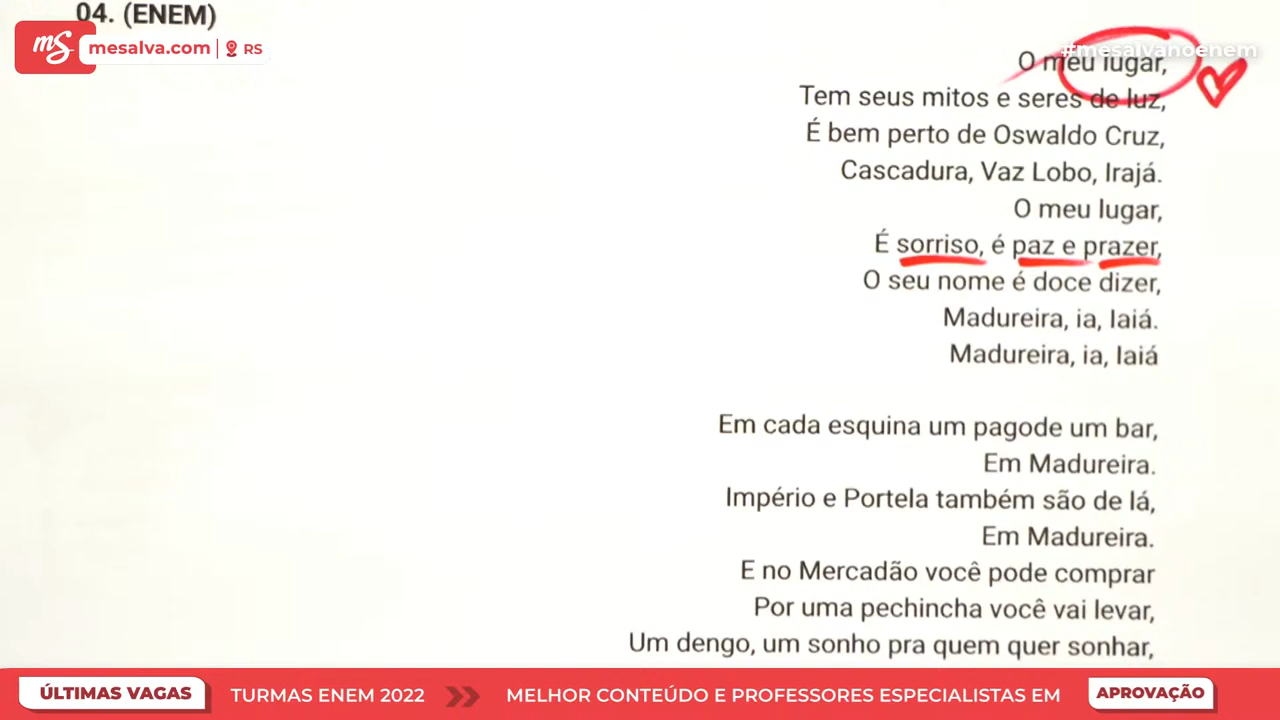 04. (ENEM)
mS
mesalva.com | RS
#mesalvanoenem
O meu lugar,
Tem seus mitos e seres de luz,
É bem perto de Oswaldo Cruz,
Cascadura, Vaz Lobo, Irajá.
O meu lugar,
É sorriso, é paz e prazer,
O seu nome é doce dizer,
Madureira, ia, Iaiá.
Madureira, ia, Iaiá
Em cada esquina um pagode um bar,
Em Madureira.
Império e Portela também são de lá,
Em Madureira.
E no Mercadão você pode comprar
Por uma pechincha você vai levar,
Um dengo, um sonho pra quem quer sonhar,
ÚLTIMAS VAGAS
TURMAS ENEM 2022
MELHOR CONTEÚDO E PROFESSORES ESPECIALISTAS EM
APROVAÇÃO